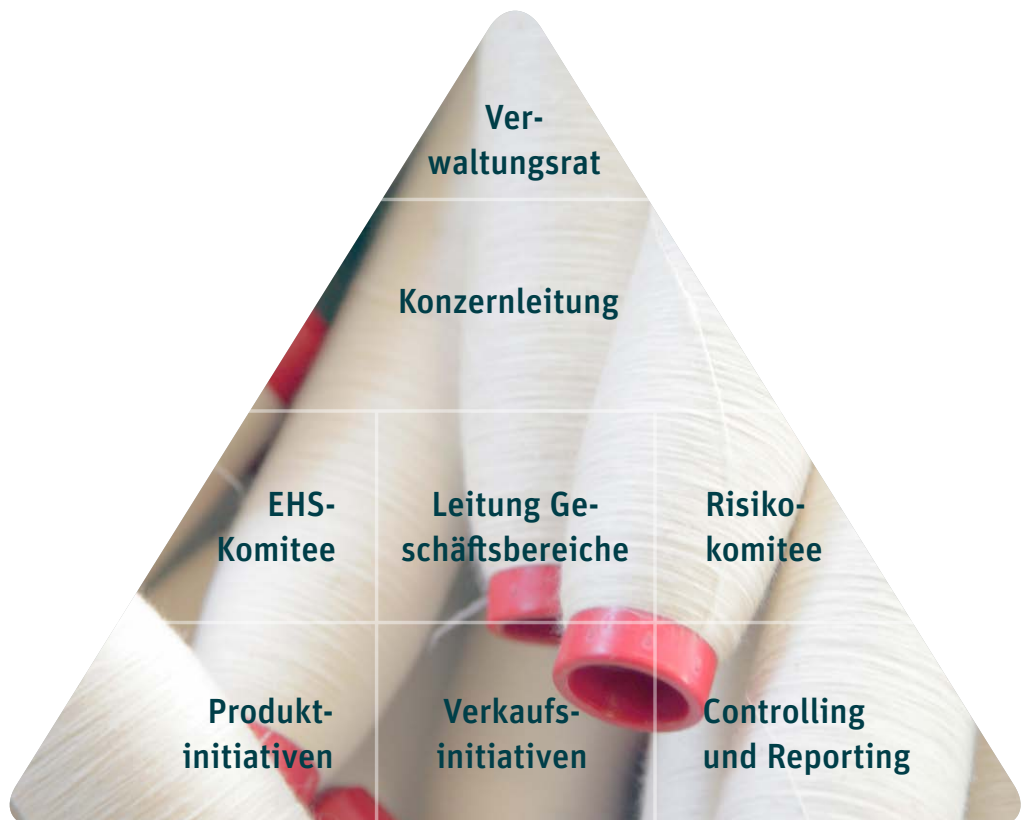 Ver-
waltungsrat
Konzernleitung
EHS-
Komitee
Leitung Ge-
schäftsbereiche
Risiko-
komitee
Produkt-
initiativen
Verkaufs-
initiativen
Controlling
und Reporting